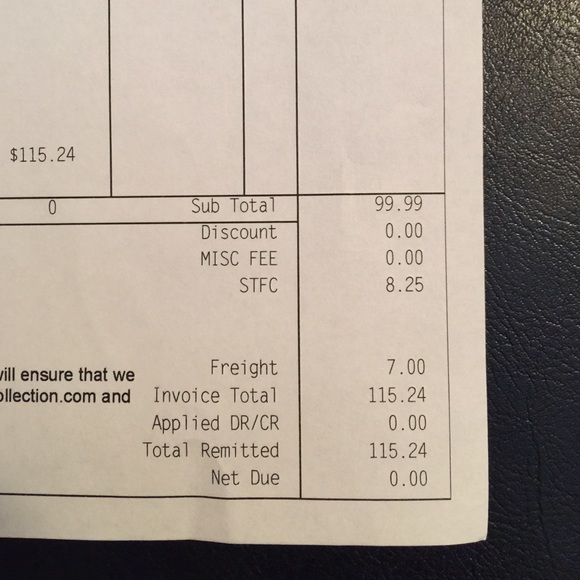 $115.24
0 Sub Total 99.99
Discount 0.00
MISC FEE 0.00
STFC 8.25
Freight 7.00
will ensure that we
Invoice Total 115.24
ollection.com and
Applied DR/CR 0.00
Total Remitted 115.24
Net Due 0.00